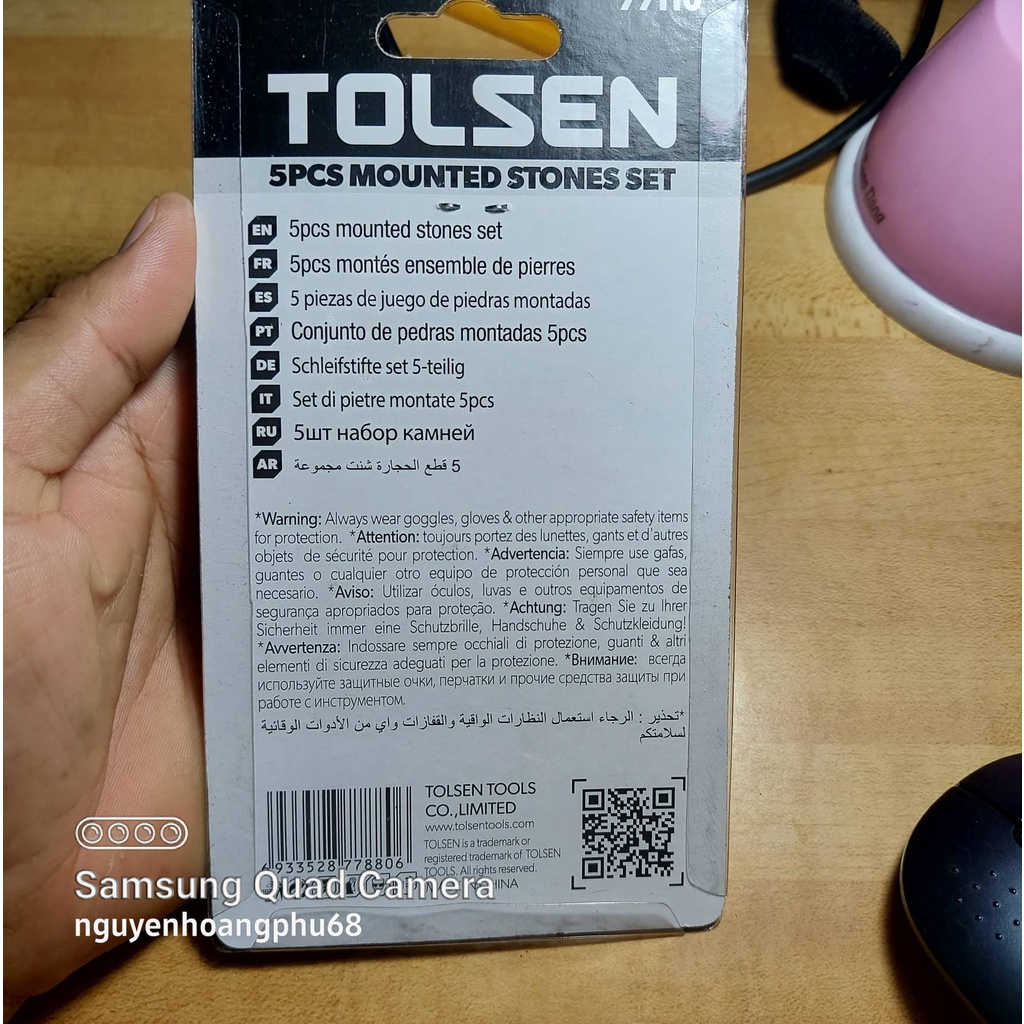 TOLSEN
5PCS MOUNTED STONES SET
EN 5pcs mounted stones set
FR 5pcs montés ensemble de pierres
ES 5 piezas de juego de piedras montadas
PT Conjunto de pedras montadas 5pcs
DE Schleifstifte set 5-teilig
IT Set di pietre montate 5pcs
RU 5шт набор камней
AR 5 قطع الحجارة شنت مجموعة
*Warning: Always wear goggles, gloves & other appropriate safety items
for protection. *Attention: toujours portez des lunettes, gants et d'autres
objets de sécurité pour protection. *Advertencia: Siempre use gafas,
guantes o cualquier otro equipo de protección personal que sea
necesario. *Aviso: Utilizar óculos, luvas e outros equipamentos de
segurança apropriados para proteção. *Achtung: Tragen Sie zu Ihrer
Sicherheit immer eine Schutzbrille, Handschuhe & Schutzkleidung!
*Avvertenza: Indossare sempre occhiali di protezione, guanti & altri
elementi di sicurezza adeguati per la protezione. *Внимание: всегда
используйте защитные очки, перчатки и прочие средства защиты при
работе с инструментом.
*تحذير : الرجاء استعمال النظارات الواقية والقفازات واي من الأدوات الوقائية
لسلامتكم
TOLSEN TOOLS
CO.,LIMITED
www.tolsentools.com
TOLSEN is a trademark or
registered trademark of TOLSEN
TOOLS. All rights reserved.
CHINA
6 933528 778806
Samsung Quad Camera
nguyenhoangphu68